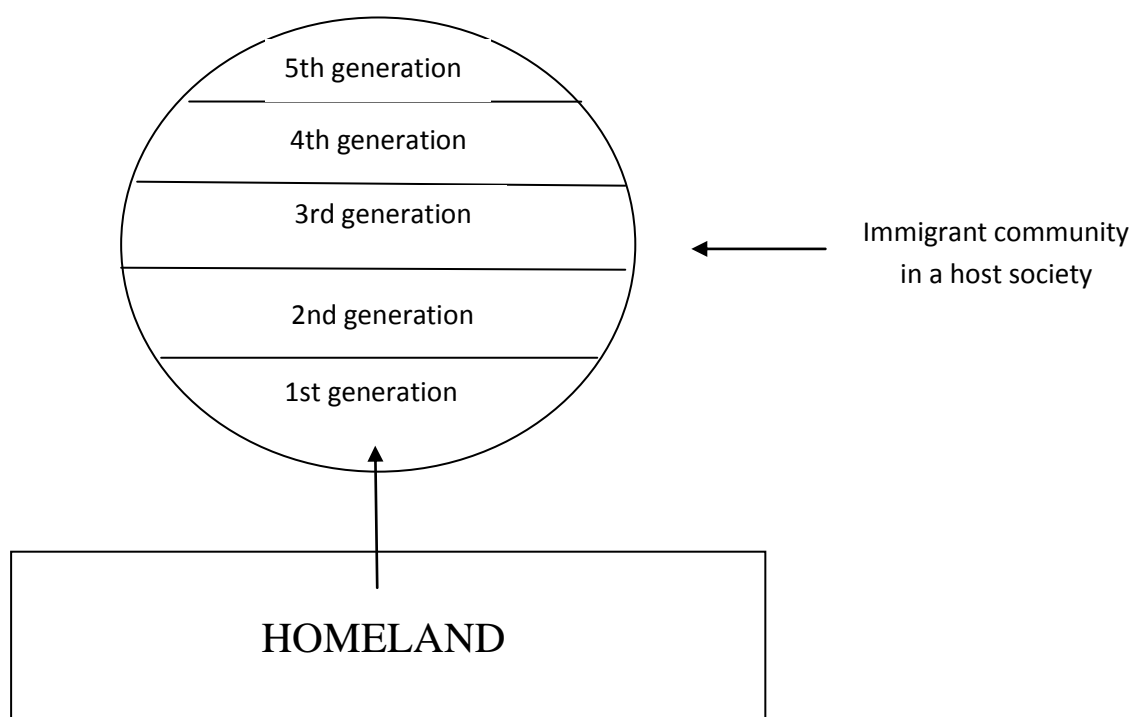 5th generation
4th generation
3rd generation
Immigrant community
in a host society
2nd generation
1st generation
HOMELAND